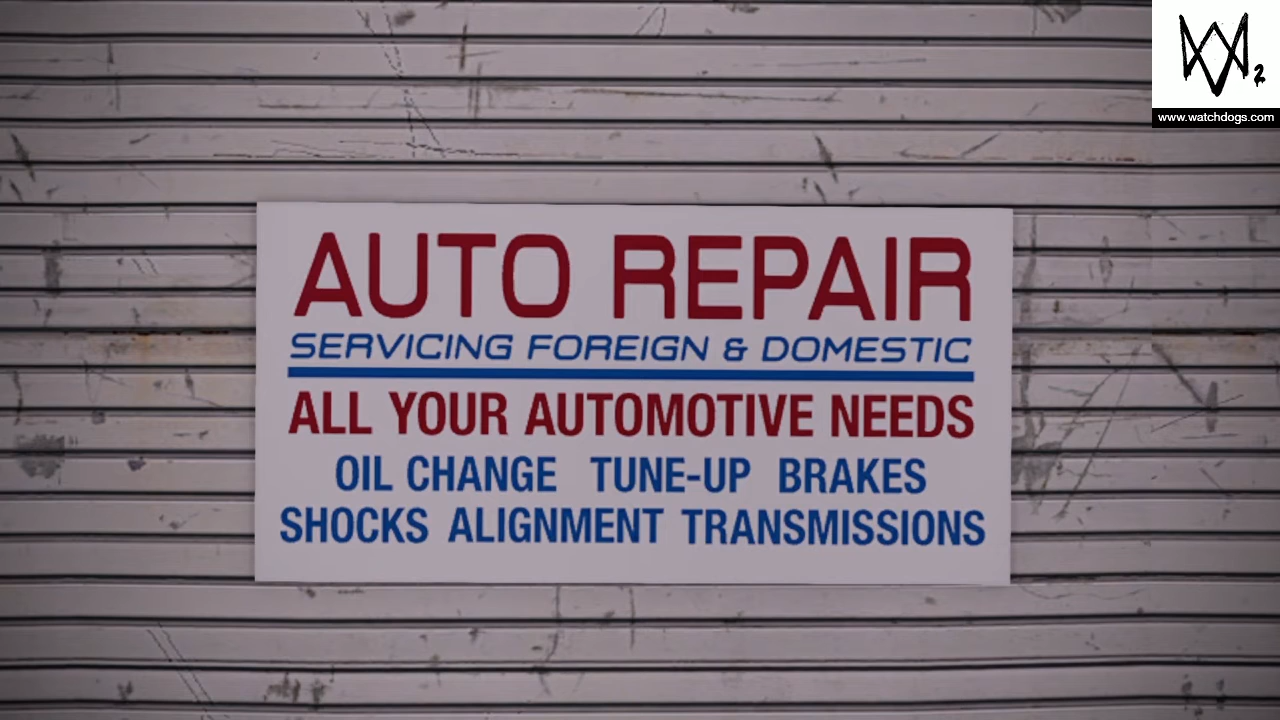 2
www.watchdogs.com
AUTO REPAIR
SERVICING FOREIGN & DOMESTIC
ALL YOUR AUTOMOTIVE NEEDS
OIL CHANGE TUNE-UP BRAKES
SHOCKS ALIGNMENT TRANSMISSIONS